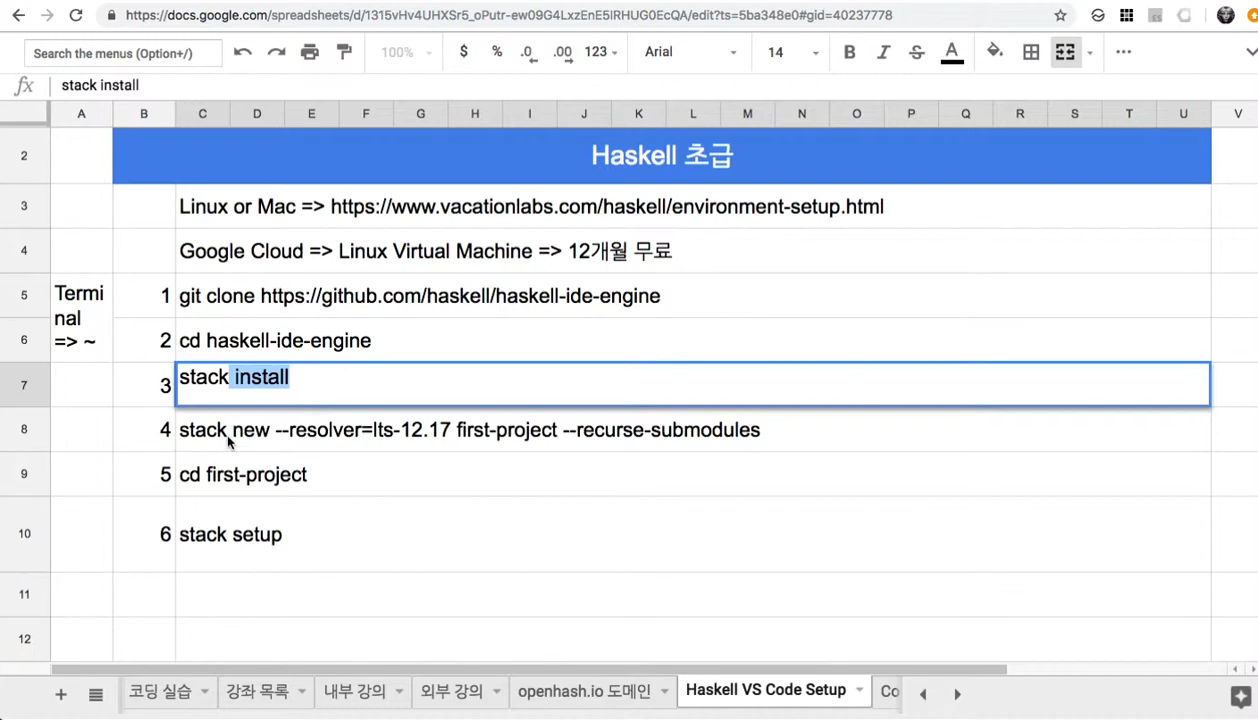 https://docs.google.com/spreadsheets/d/1315vHv4UHXSr5_oPutr-ew09G4LxzEnE5lRHUG0EcQA/edit?ts=5ba348e0#gid=40237778
Search the menus (Option+/)
100%
$ % .0 .00 123
Arial
14
B I S A
fx stack install
A B C D E F G H I J K L M N O P Q R S T U V
2 Haskell 초급
3 Linux or Mac => https://www.vacationlabs.com/haskell/environment-setup.html
4 Google Cloud => Linux Virtual Machine => 12개월 무료
5 1 git clone https://github.com/haskell/haskell-ide-engine
Termi
nal
=> ~
6 2 cd haskell-ide-engine
7 3 stack install
8 4 stack new --resolver=lts-12.17 first-project --recurse-submodules
9 5 cd first-project
10 6 stack setup
11
12
코딩 실습 강좌 목록 내부 강의 외부 강의 openhash.io 도메인 Haskell VS Code Setup Co